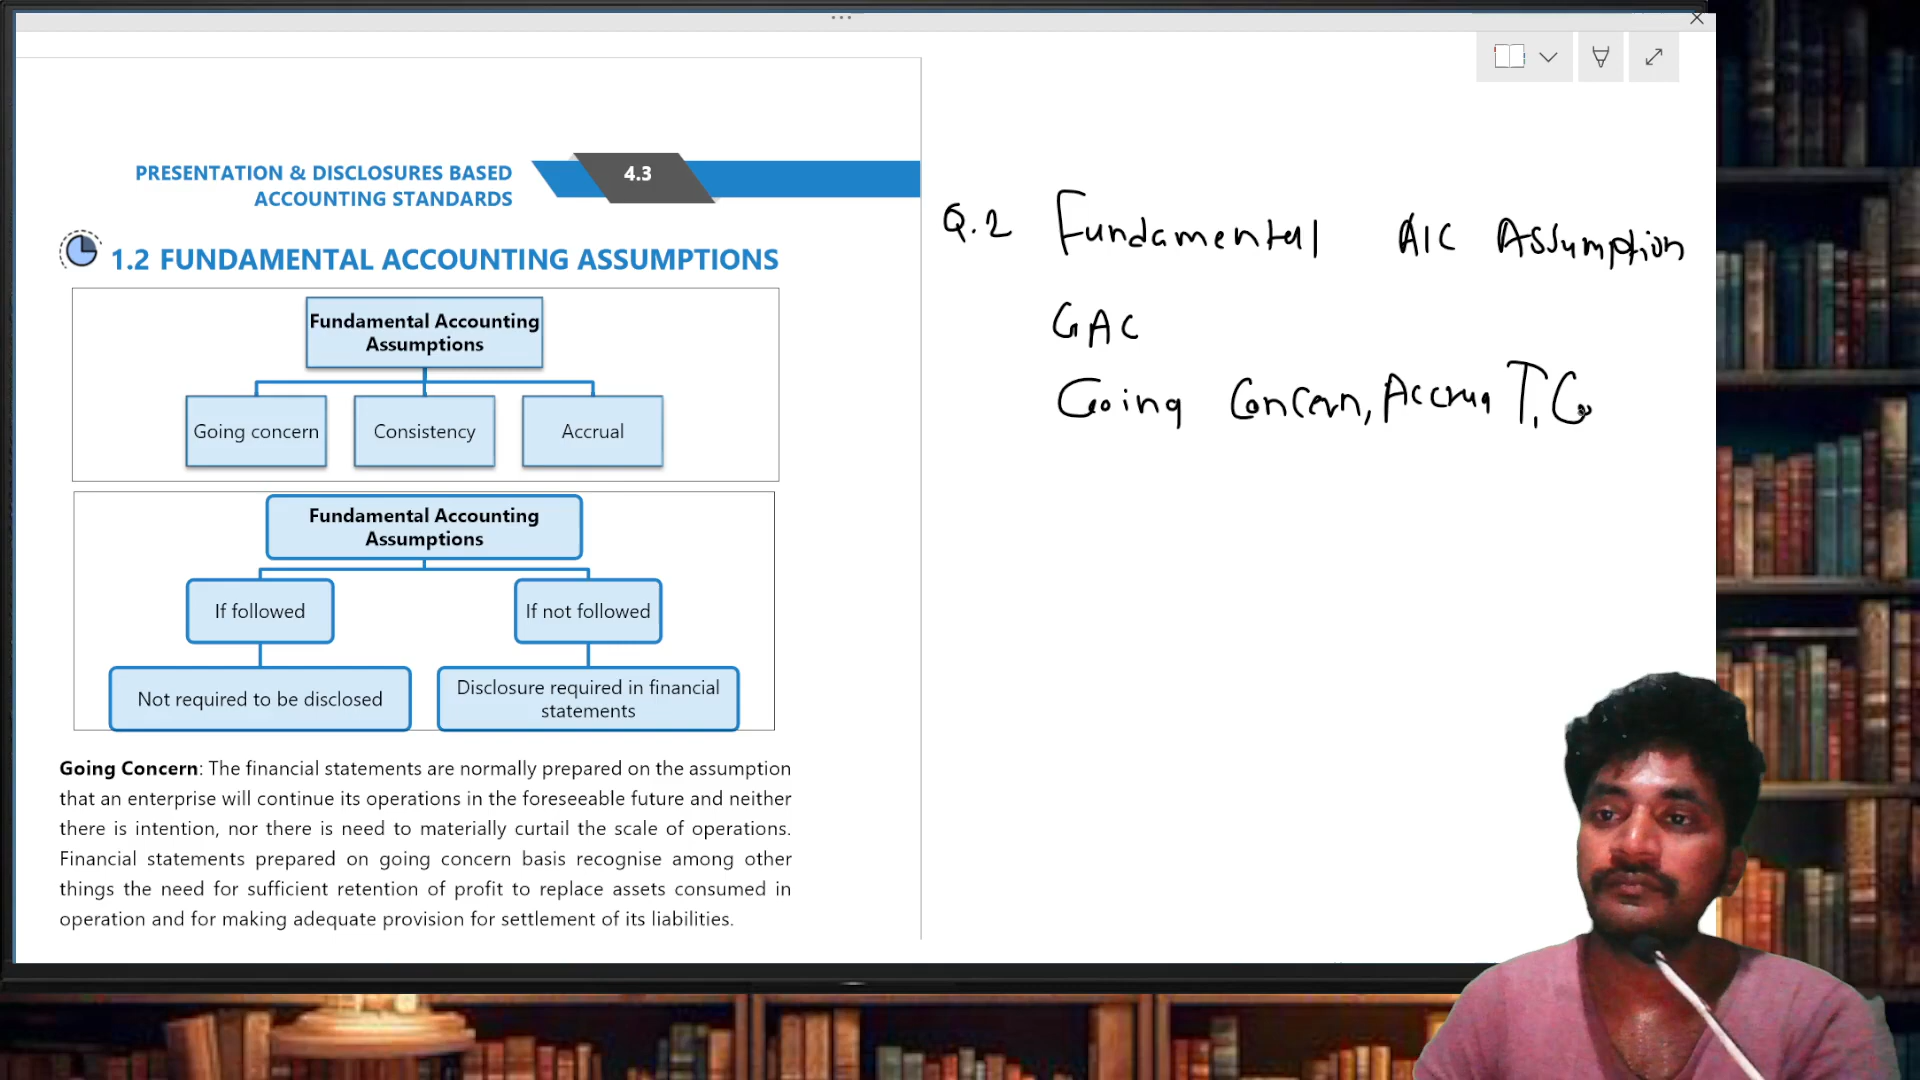 PRESENTATION & DISCLOSURES BASED
ACCOUNTING STANDARDS
4.3
1.2 FUNDAMENTAL ACCOUNTING ASSUMPTIONS
Fundamental Accounting
Assumptions
Going concern
Consistency
Accrual
Fundamental Accounting
Assumptions
If followed
If not followed
Not required to be disclosed
Disclosure required in financial
statements
Going Concern: The financial statements are normally prepared on the assumption
that an enterprise will continue its operations in the foreseeable future and neither
there is intention, nor there is need to materially curtail the scale of operations.
Financial statements prepared on going concern basis recognise among other
things the need for sufficient retention of profit to replace assets consumed in
operation and for making adequate provision for settlement of its liabilities.
Q.2 Fundamental A/C Assumption
GAC
Going Concern,